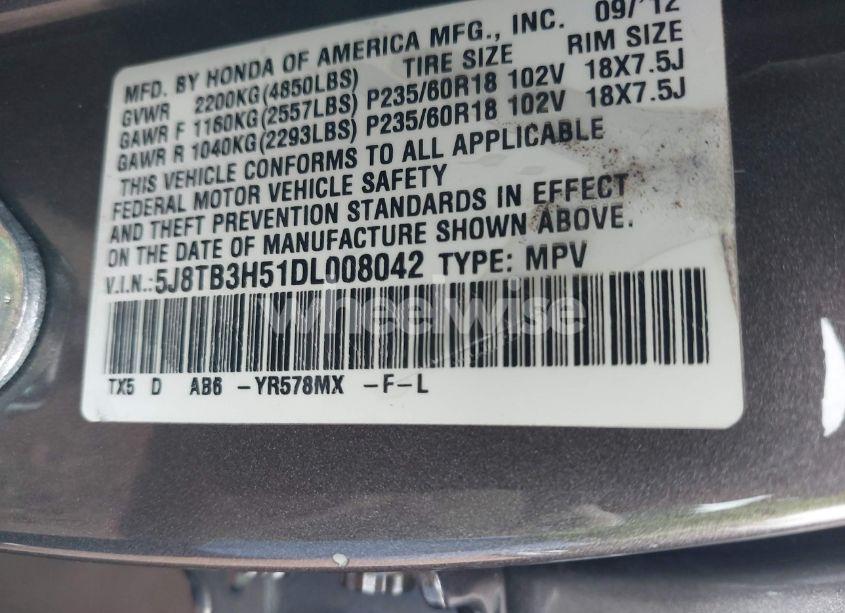 MFD. BY HONDA OF AMERICA MFG., INC. 09/'12
GVWR 2200KG(4850LBS) TIRE SIZE RIM SIZE
GAWR F 1160KG(2557LBS) P235/60R18 102V 18X7.5J
GAWR R 1040KG(2293LBS) P235/60R18 102V 18X7.5J
THIS VEHICLE CONFORMS TO ALL APPLICABLE
FEDERAL MOTOR VEHICLE SAFETY
AND THEFT PREVENTION STANDARDS IN EFFECT
ON THE DATE OF MANUFACTURE SHOWN ABOVE.
V.I.N.:5J8TB3H51DL008042 TYPE: MPV
wheelwise
TX5 D AB6 -YR578MX -F-L